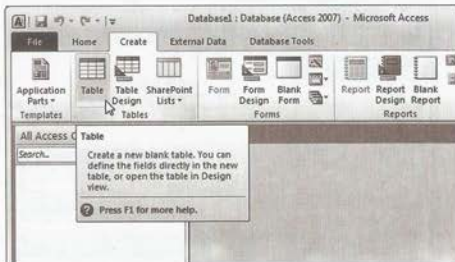 Database1 : Database (Access 2007) - Microsoft Access
File Home Create External Data Database Tools
Application Parts
Table
Table Design
SharePoint Lists
Form
Form Design
Blank Form
Report
Report Design
Blank Report
Templates Tables Forms Reports
All Access
Search...
Table
Create a new blank table. You can
define the fields directly in the new
table, or open the table in Design
view.
Press F1 for more help.